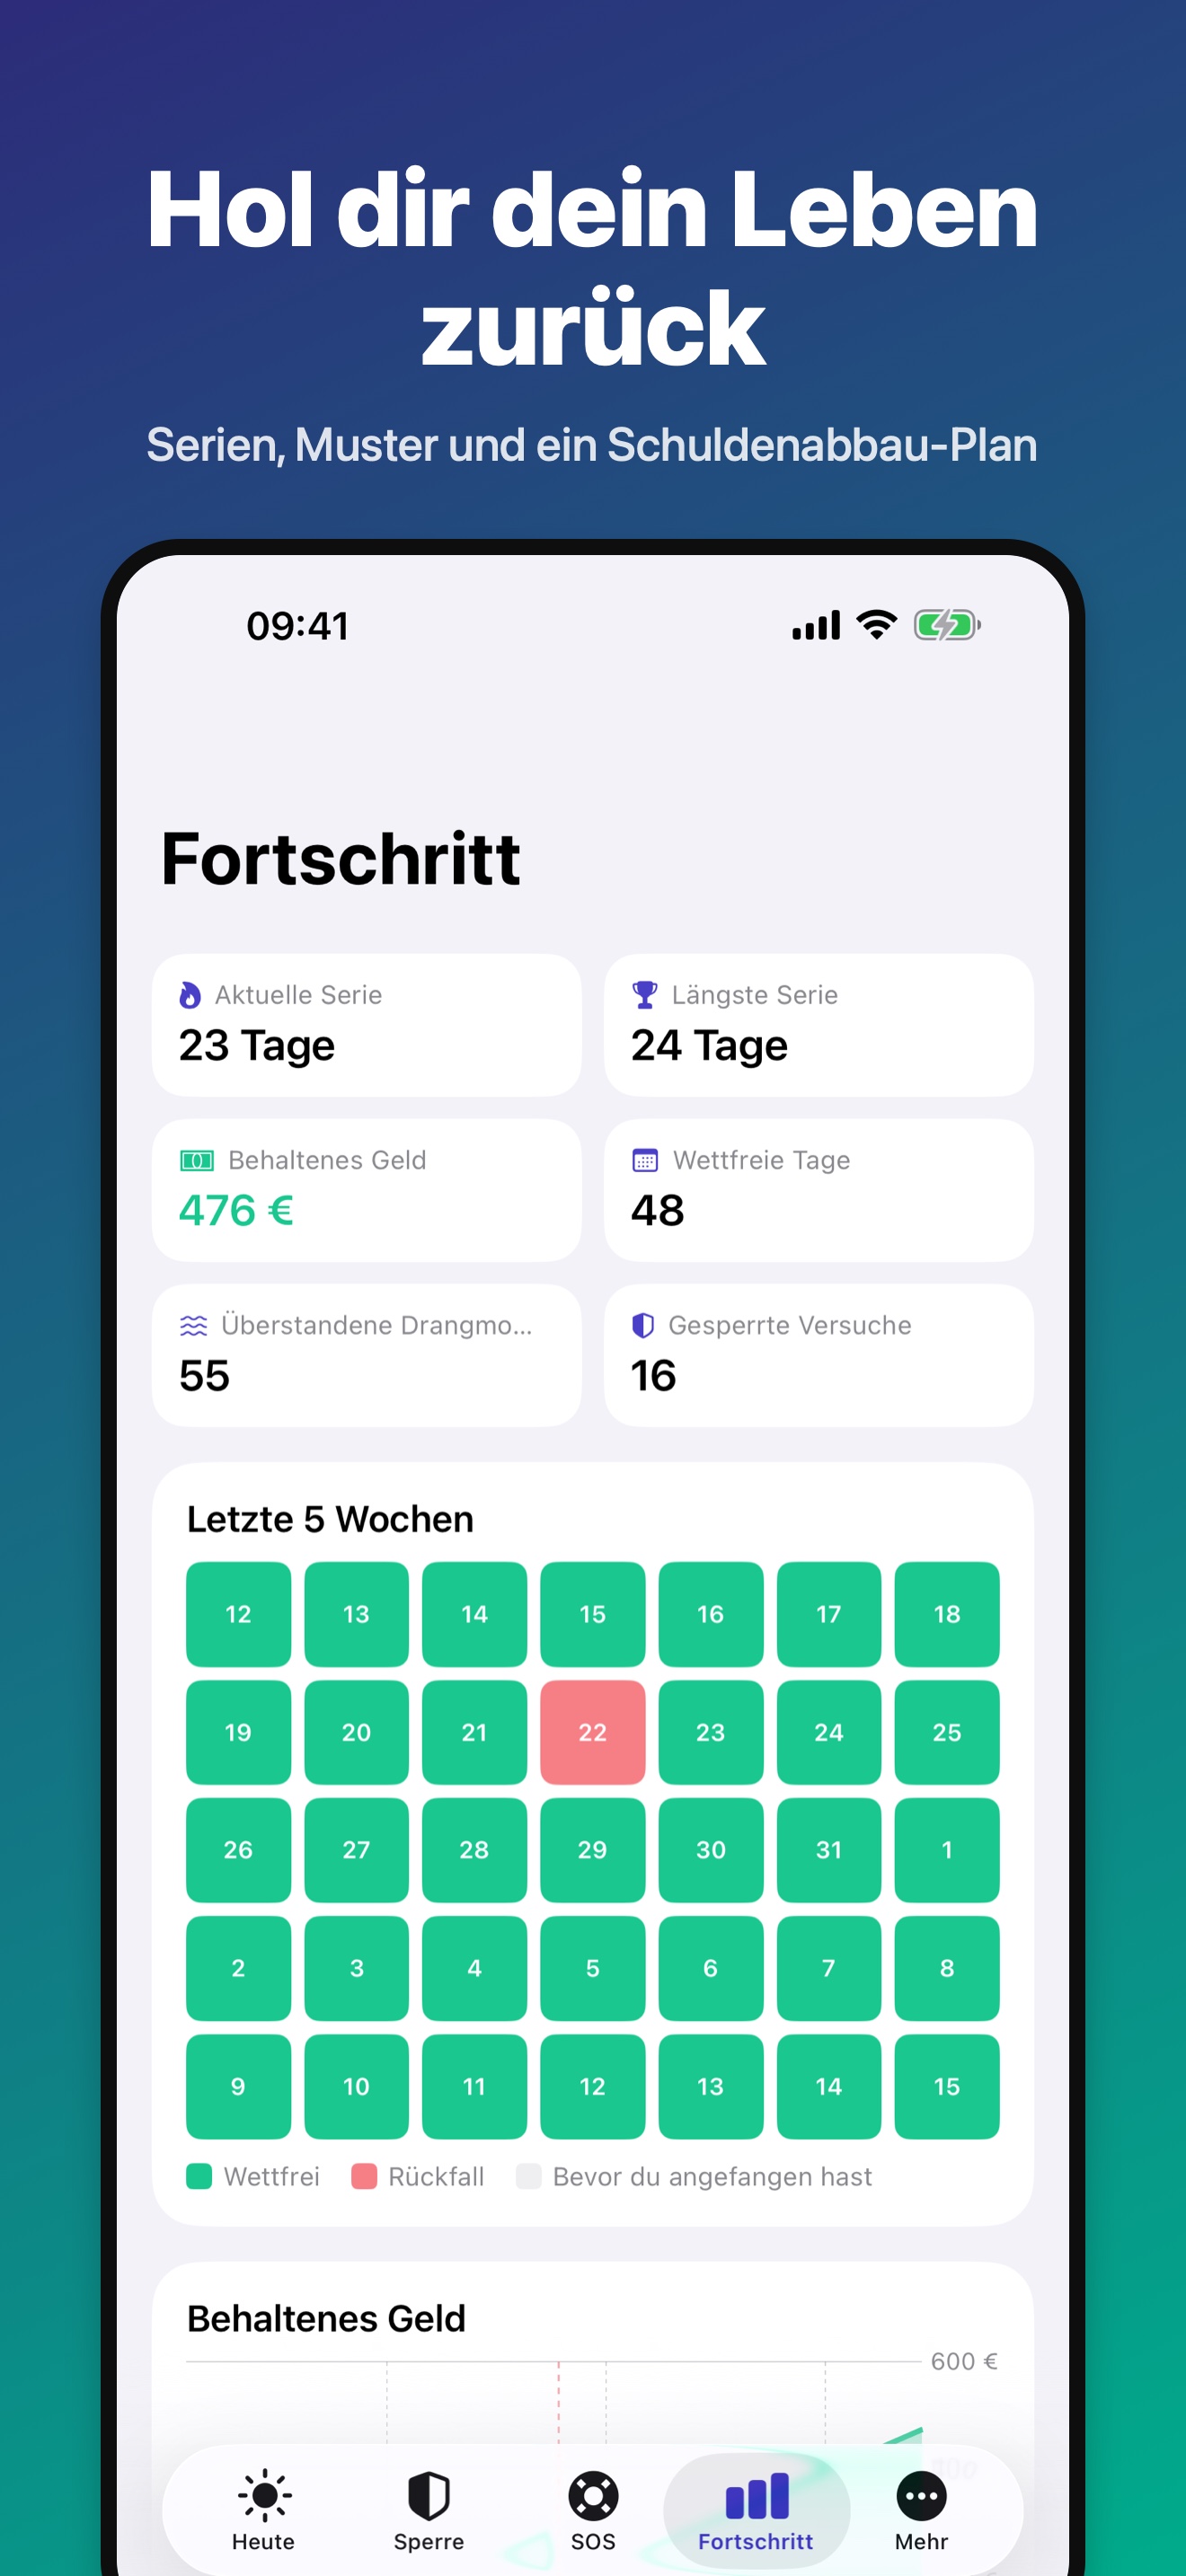 Hol dir dein Leben
zurück
Serien, Muster und ein Schuldenabbau-Plan
09:41
Fortschritt
Aktuelle Serie
23 Tage
Längste Serie
24 Tage
Behaltenes Geld
476 €
Wettfreie Tage
48
Überstandene Drangmo...
55
Gesperrte Versuche
16
Letzte 5 Wochen
12 13 14 15 16 17 18
19 20 21 22 23 24 25
26 27 28 29 30 31 1
2 3 4 5 6 7 8
9 10 11 12 13 14 15
Wettfrei Rückfall Bevor du angefangen hast
Behaltenes Geld
600 €
Heute Sperre SOS Fortschritt Mehr